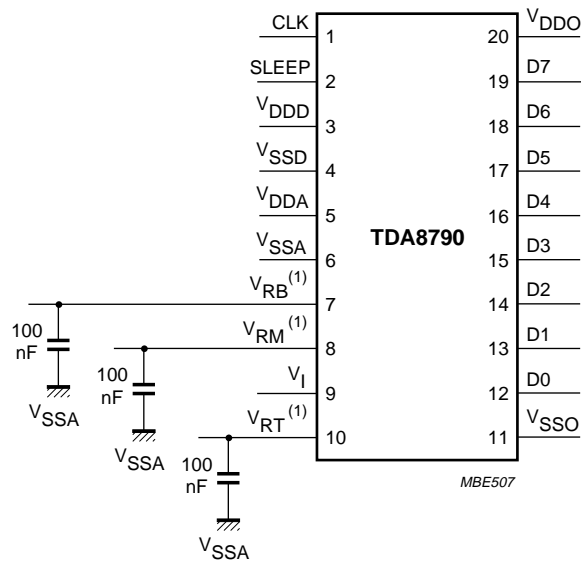 CLK 1 20 VDDO
SLEEP 2 19 D7
VDDD 3 18 D6
VSSD 4 17 D5
VDDA 5 16 D4
TDA8790
VSSA 6 15 D3
VRB(1) 7 14 D2
100 nF
VSSA
VRM(1) 8 13 D1
100 nF
VSSA
VI 9 12 D0
VRT(1) 10 11 VSSO
100 nF
VSSA
MBE507